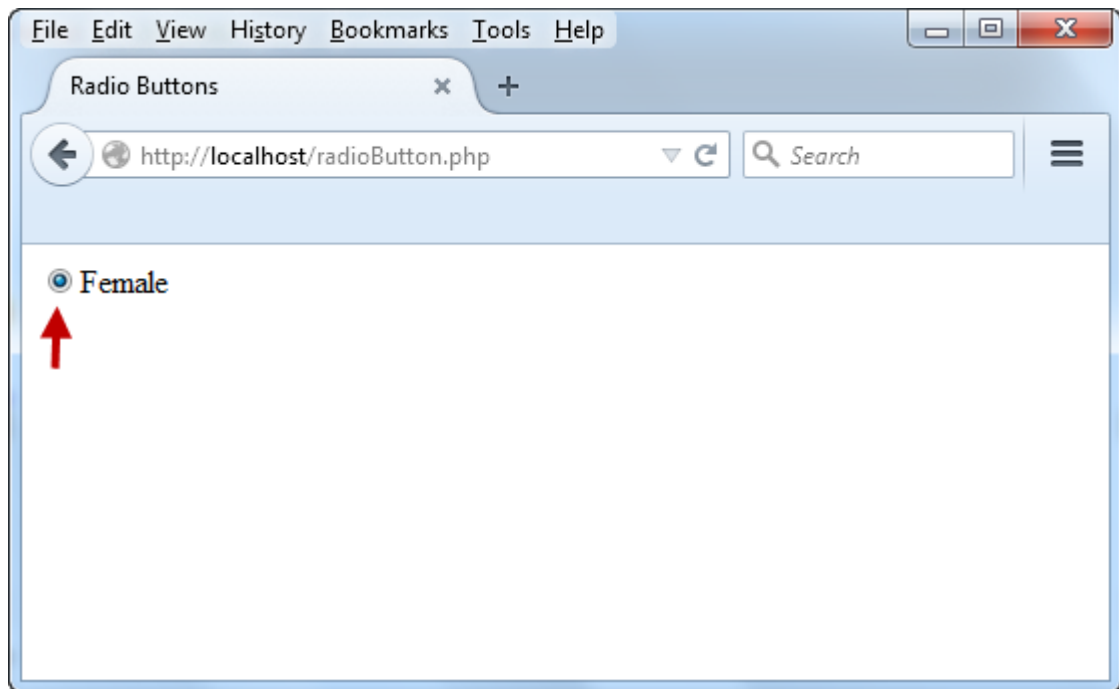 File Edit View History Bookmarks Tools Help
Radio Buttons
http://localhost/radioButton.php Search
Female